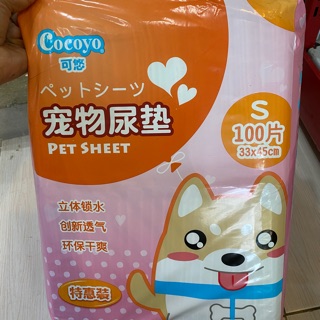 Cocoyo
可悠
ペットシーツ
宠物尿垫
PET SHEET
S
100片
33x45cm
立体锁水
创新透气
环保干爽
特惠装